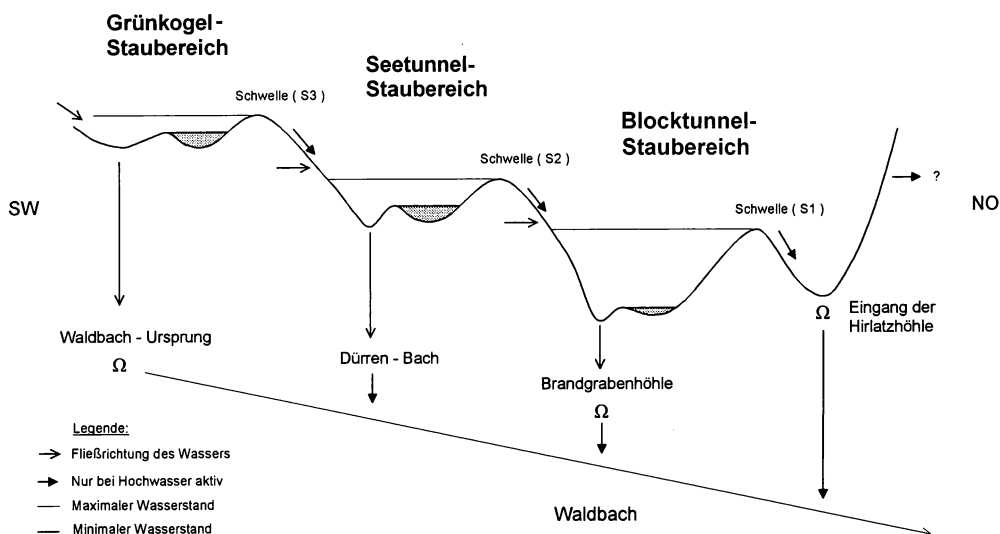 Grünkogel -
Staubereich
Seetunnel-
Staubereich
Blocktunnel-
Staubereich
Schwelle ( S3 )
Schwelle ( S2)
Schwelle ( S1 )
SW
?
NO
Waldbach - Ursprung
Ω
Dürren - Bach
Brandgrabenhöhle
Ω
Ω
Eingang der
Hirlatzhöhle
Legende:
Fließrichtung des Wassers
Nur bei Hochwasser aktiv
Maximaler Wasserstand
Minimaler Wasserstand
Waldbach